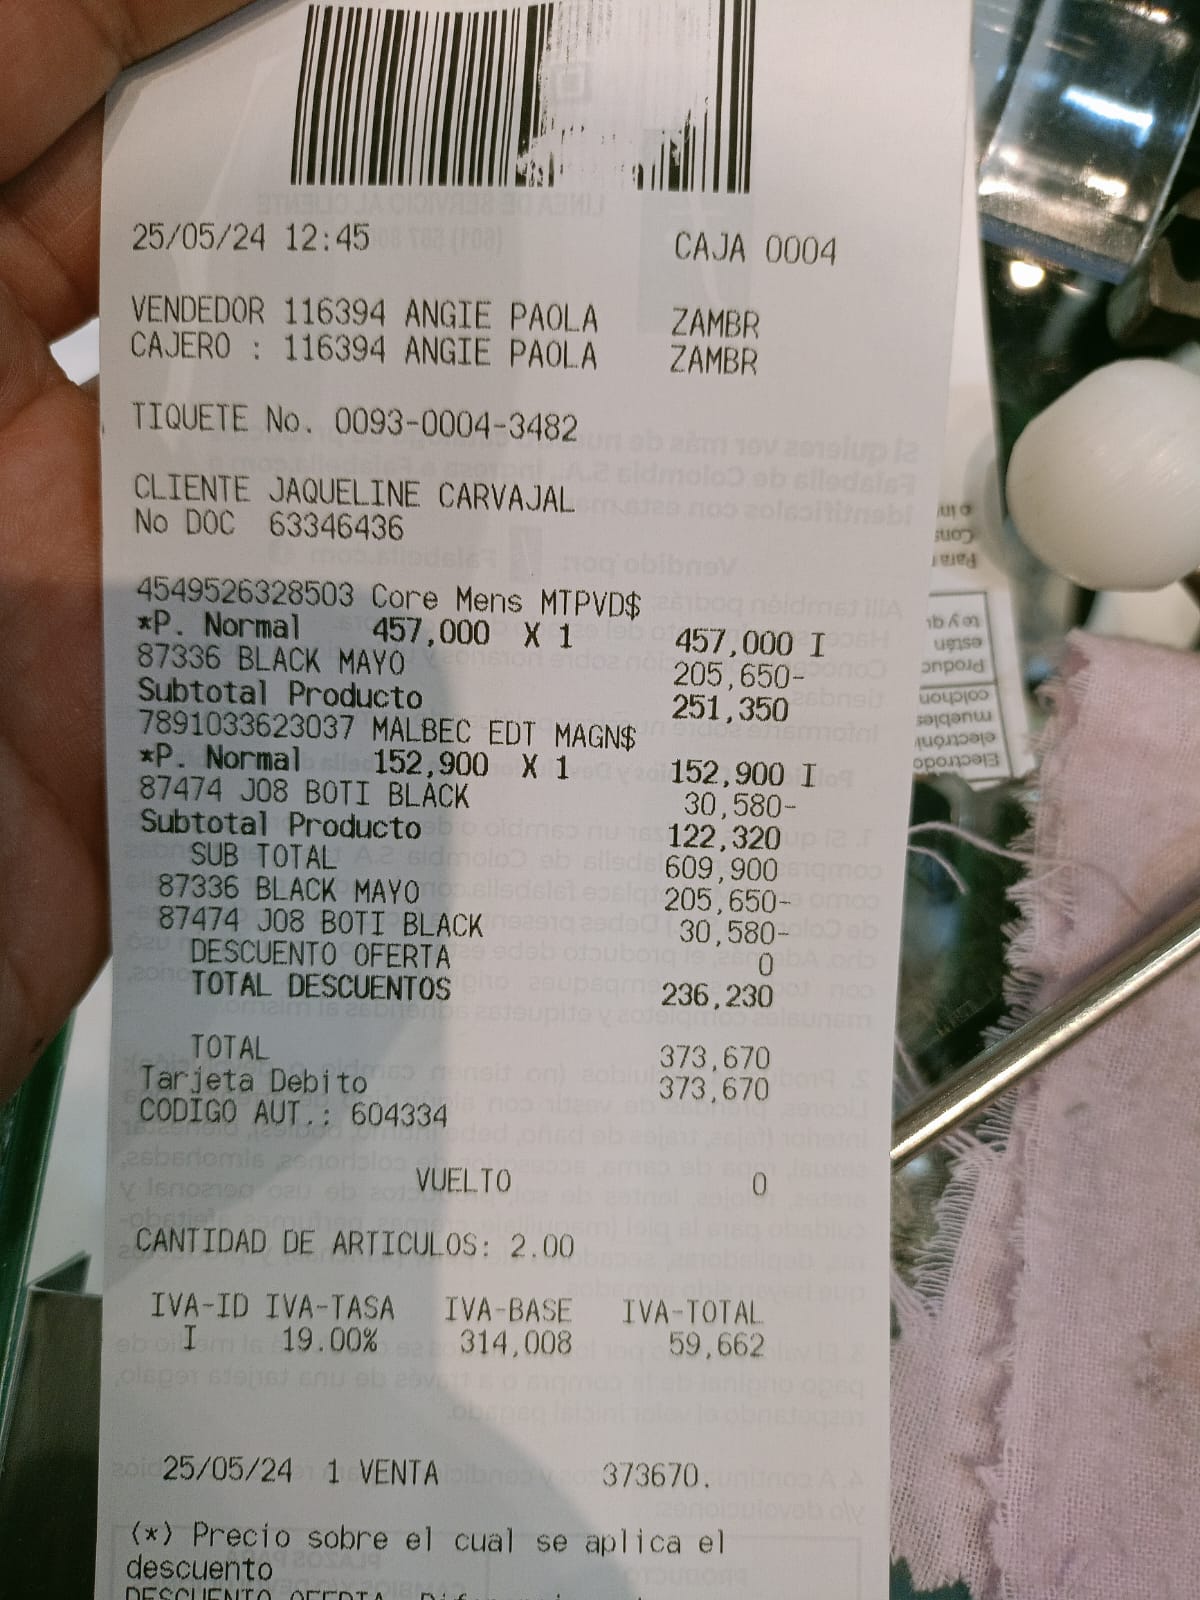 25/05/24 12:45 CAJA 0004
VENDEDOR 116394 ANGIE PAOLA ZAMBR
CAJERO : 116394 ANGIE PAOLA ZAMBR
TIQUETE No. 0093-0004-3482
CLIENTE JAQUELINE CARVAJAL
No DOC 63346436
4549526328503 Core Mens MTPVD$
*P. Normal 457,000 X 1 457,000 I
87336 BLACK MAYO 205,650-
Subtotal Producto 251,350
7891033623037 MALBEC EDT MAGN$
*P. Normal 152,900 X 1 152,900 I
87474 J08 BOTI BLACK 30,580-
Subtotal Producto 122,320
SUB TOTAL 609,900
87336 BLACK MAYO 205,650-
87474 J08 BOTI BLACK 30,580-
DESCUENTO OFERTA 0
TOTAL DESCUENTOS 236,230
TOTAL 373,670
Tarjeta Debito 373,670
CODIGO AUT.: 604334
VUELTO 0
CANTIDAD DE ARTICULOS: 2.00
IVA-ID IVA-TASA IVA-BASE IVA-TOTAL
I 19.00% 314,008 59,662
25/05/24 1 VENTA 373670.
(*) Precio sobre el cual se aplica el
descuento
DESCUENTO OFERTA